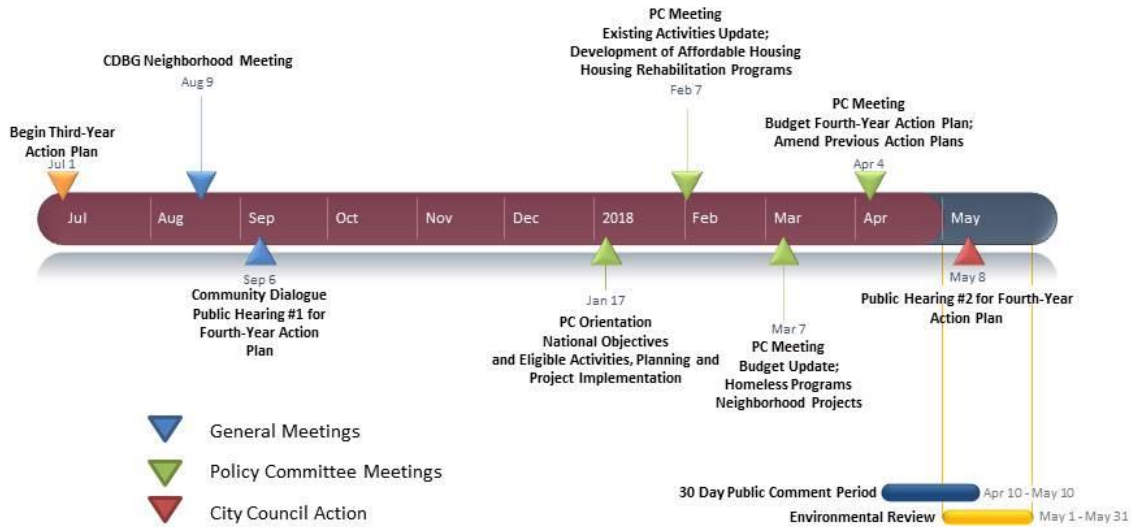 PC Meeting
Existing Activities Update;
Development of Affordable Housing
Housing Rehabilitation Programs
Feb 7
CDBG Neighborhood Meeting
Aug 9
PC Meeting
Budget Fourth-Year Action Plan;
Amend Previous Action Plans
Apr 4
Begin Third-Year
Action Plan
Jul 1
Jul
Aug
Sep
Oct
Nov
Dec
2018
Feb
Mar
Apr
May
Sep 6
Community Dialogue
Public Hearing #1 for
Fourth-Year Action
Plan
Jan 17
PC Orientation
National Objectives
and Eligible Activities, Planning and
Project Implementation
Mar 7
PC Meeting
Budget Update;
Homeless Programs
Neighborhood Projects
May 8
Public Hearing #2 for Fourth-Year
Action Plan
General Meetings
Policy Committee Meetings
City Council Action
30 Day Public Comment Period
Apr 10 - May 10
Environmental Review
May 1 - May 31